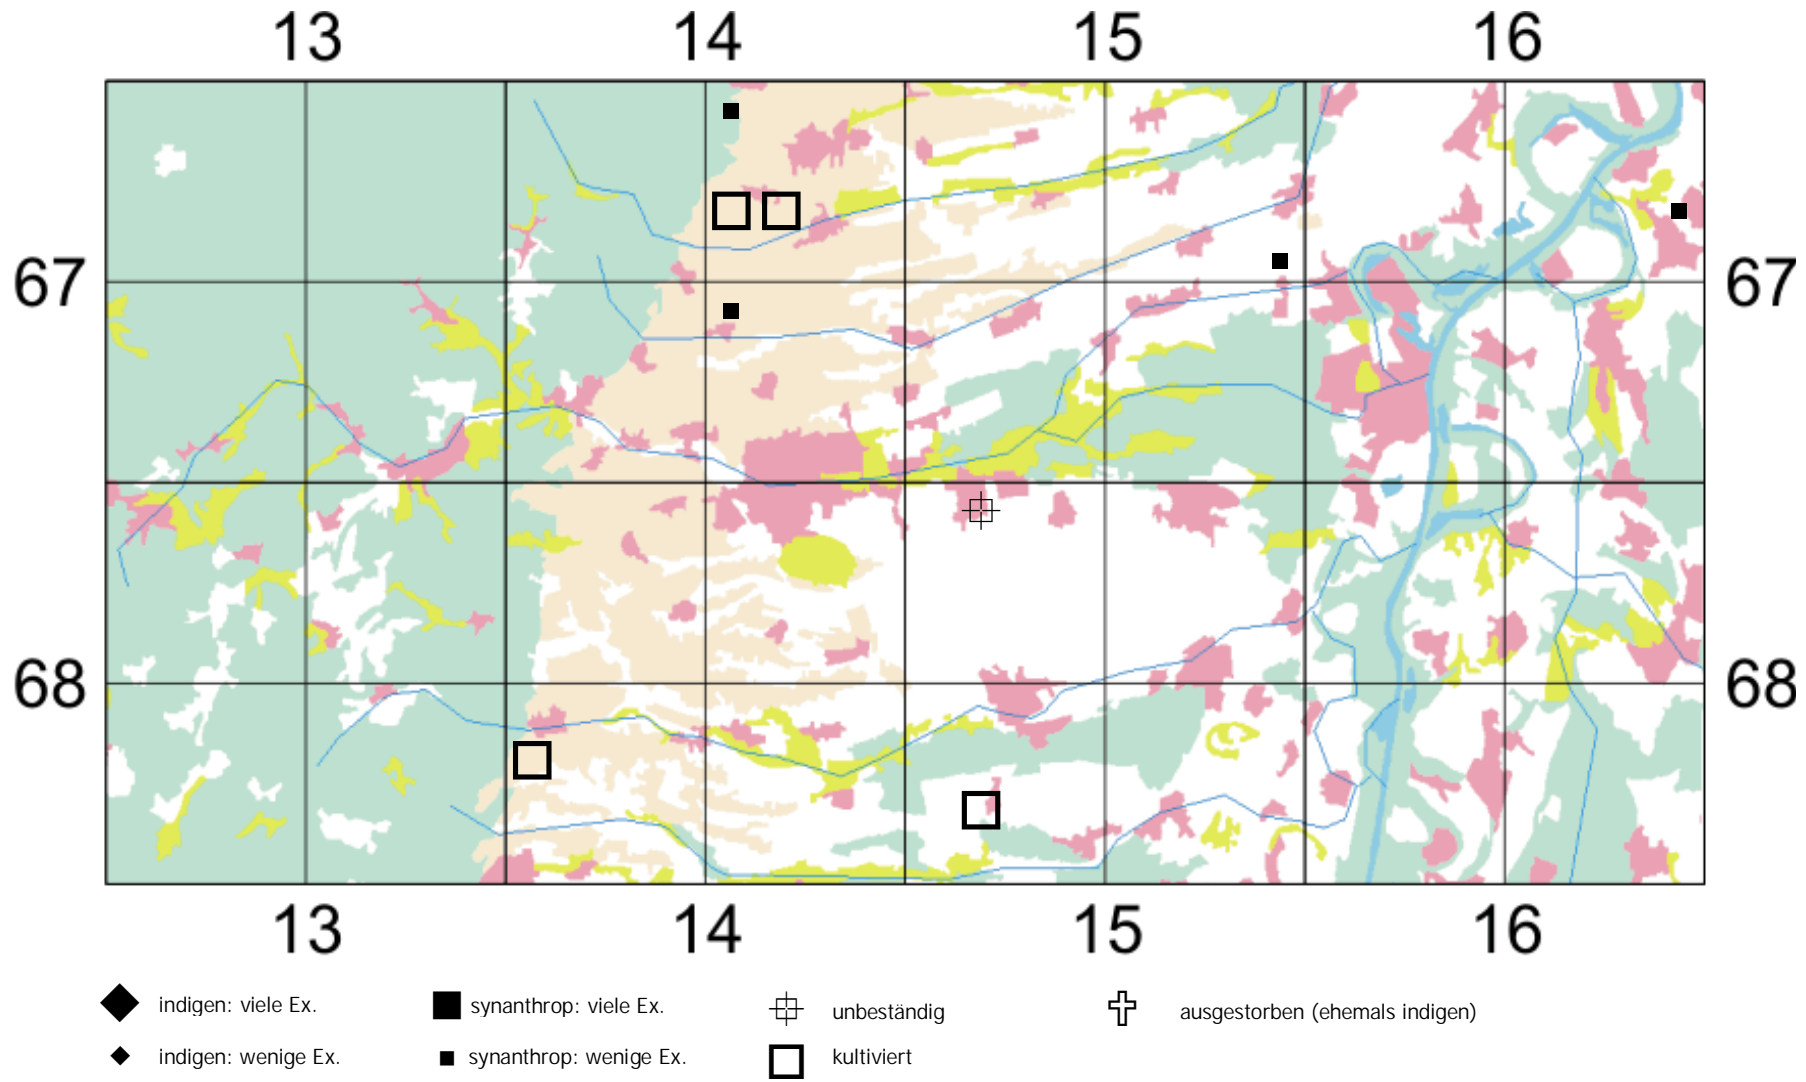 13 14 15 16
67 67
68 68
13 14 15 16
indigen: viele Ex. synanthrop: viele Ex. unbeständig ausgestorben (ehemals indigen)
indigen: wenige Ex. synanthrop: wenige Ex. kultiviert